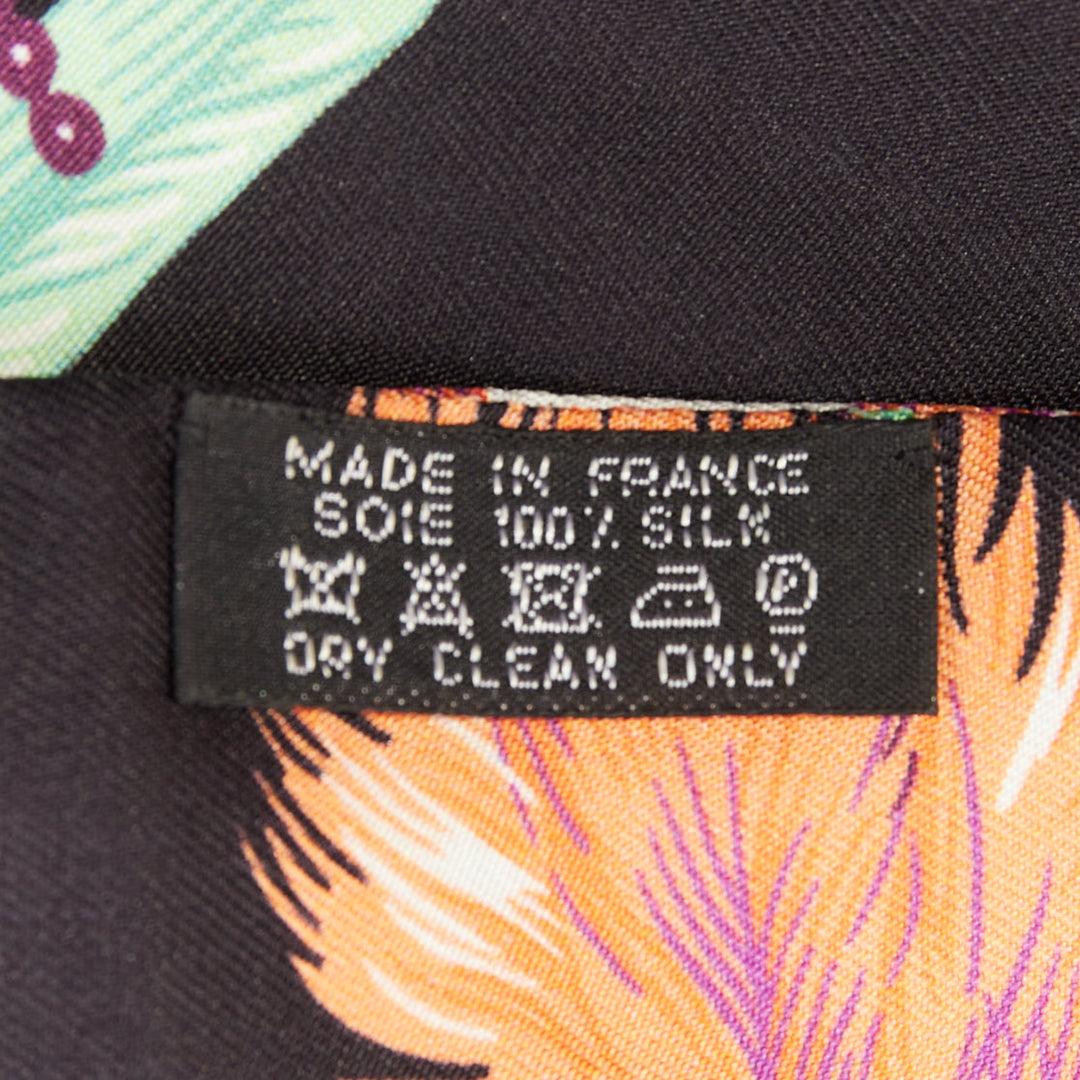 MADE IN FRANCE
SOIE 100% SILK
P
DRY CLEAN ONLY